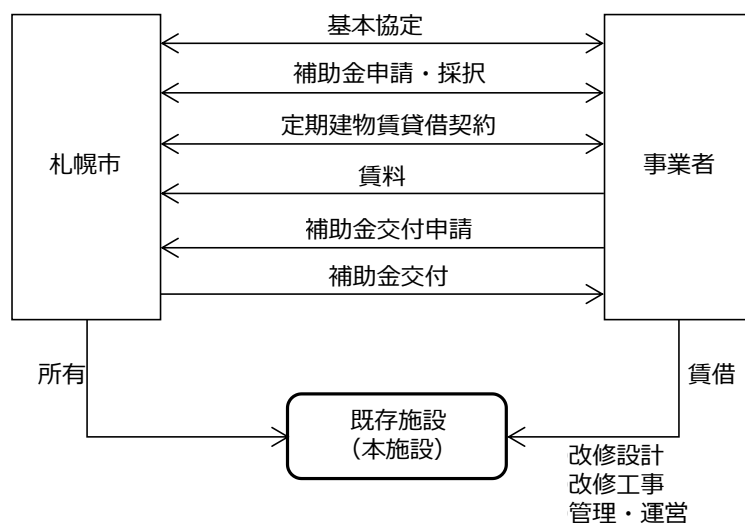 基本協定
補助金申請・採択
定期建物賃貸借契約
札幌市
事業者
賃料
補助金交付申請
補助金交付
所有
賃借
既存施設
（本施設）
改修設計
改修工事
管理・運営